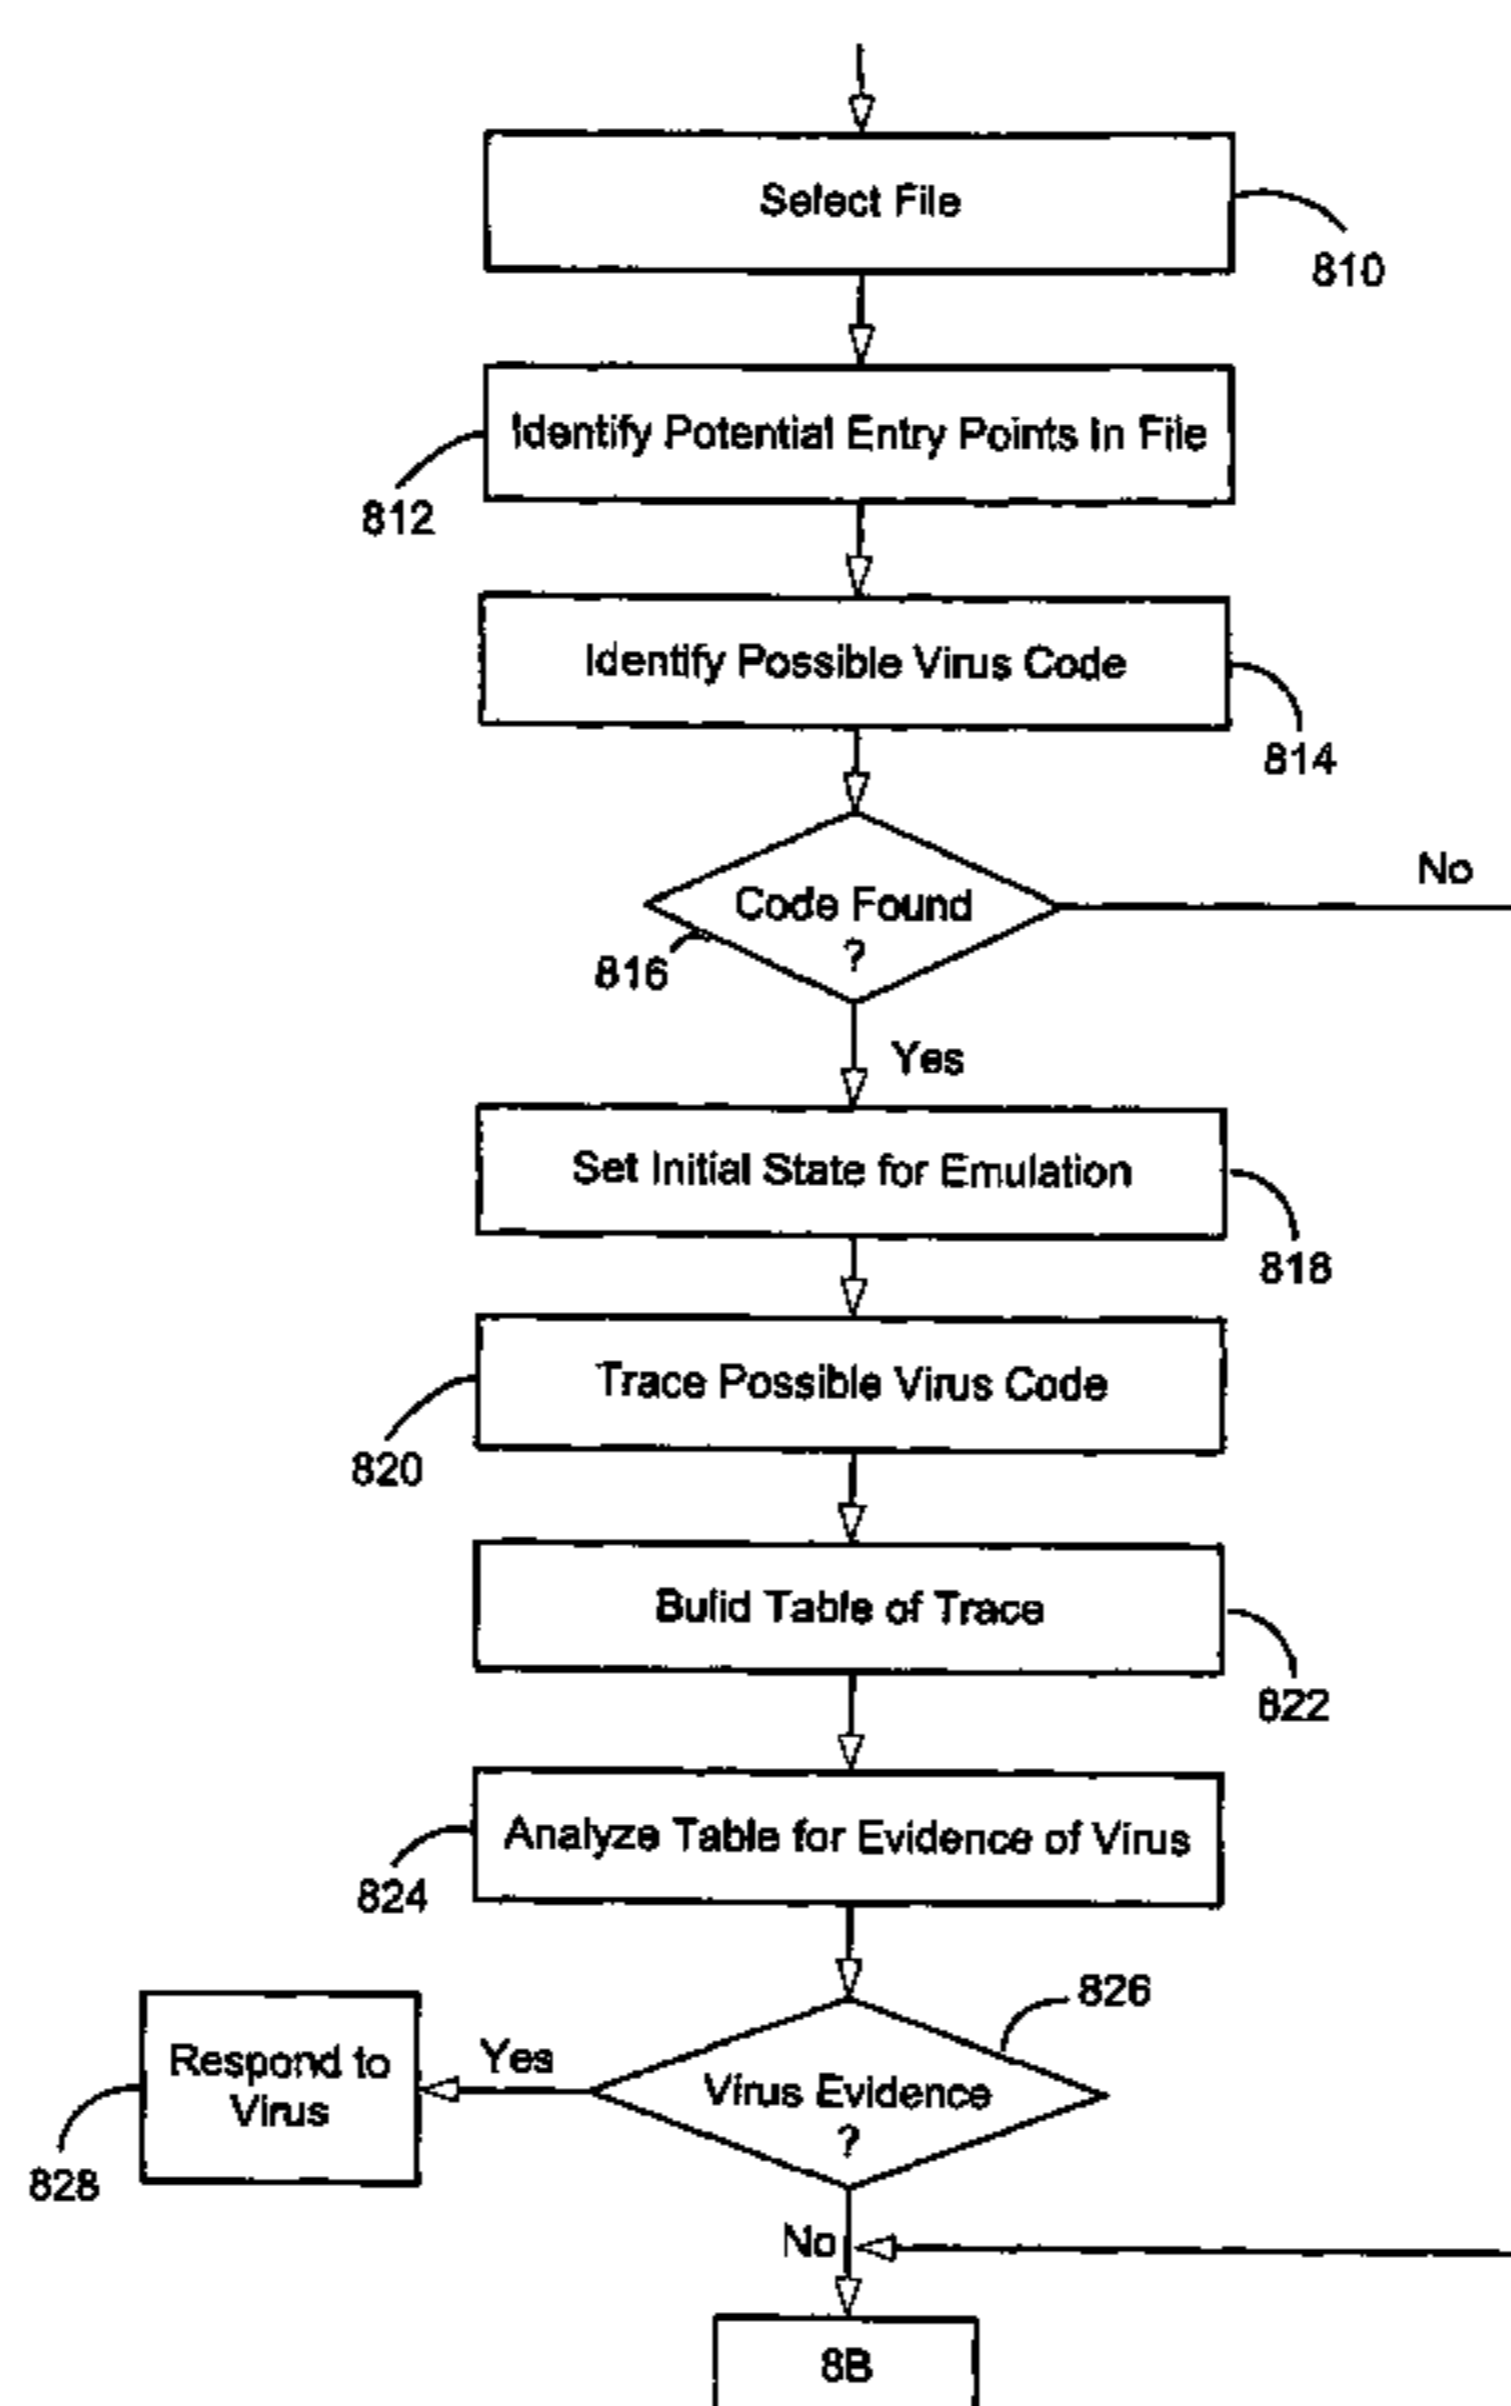 Select File
810
Identify Potential Entry Points In File
812
Identify Possible Virus Code
814
No
Code Found
?
816
Yes
Set Initial State for Emulation
818
Trace Possible Virus Code
820
Build Table of Trace
822
Analyze Table for Evidence of Virus
824
826
Respond to
Virus
Yes
Virus Evidence
?
828
No
8B